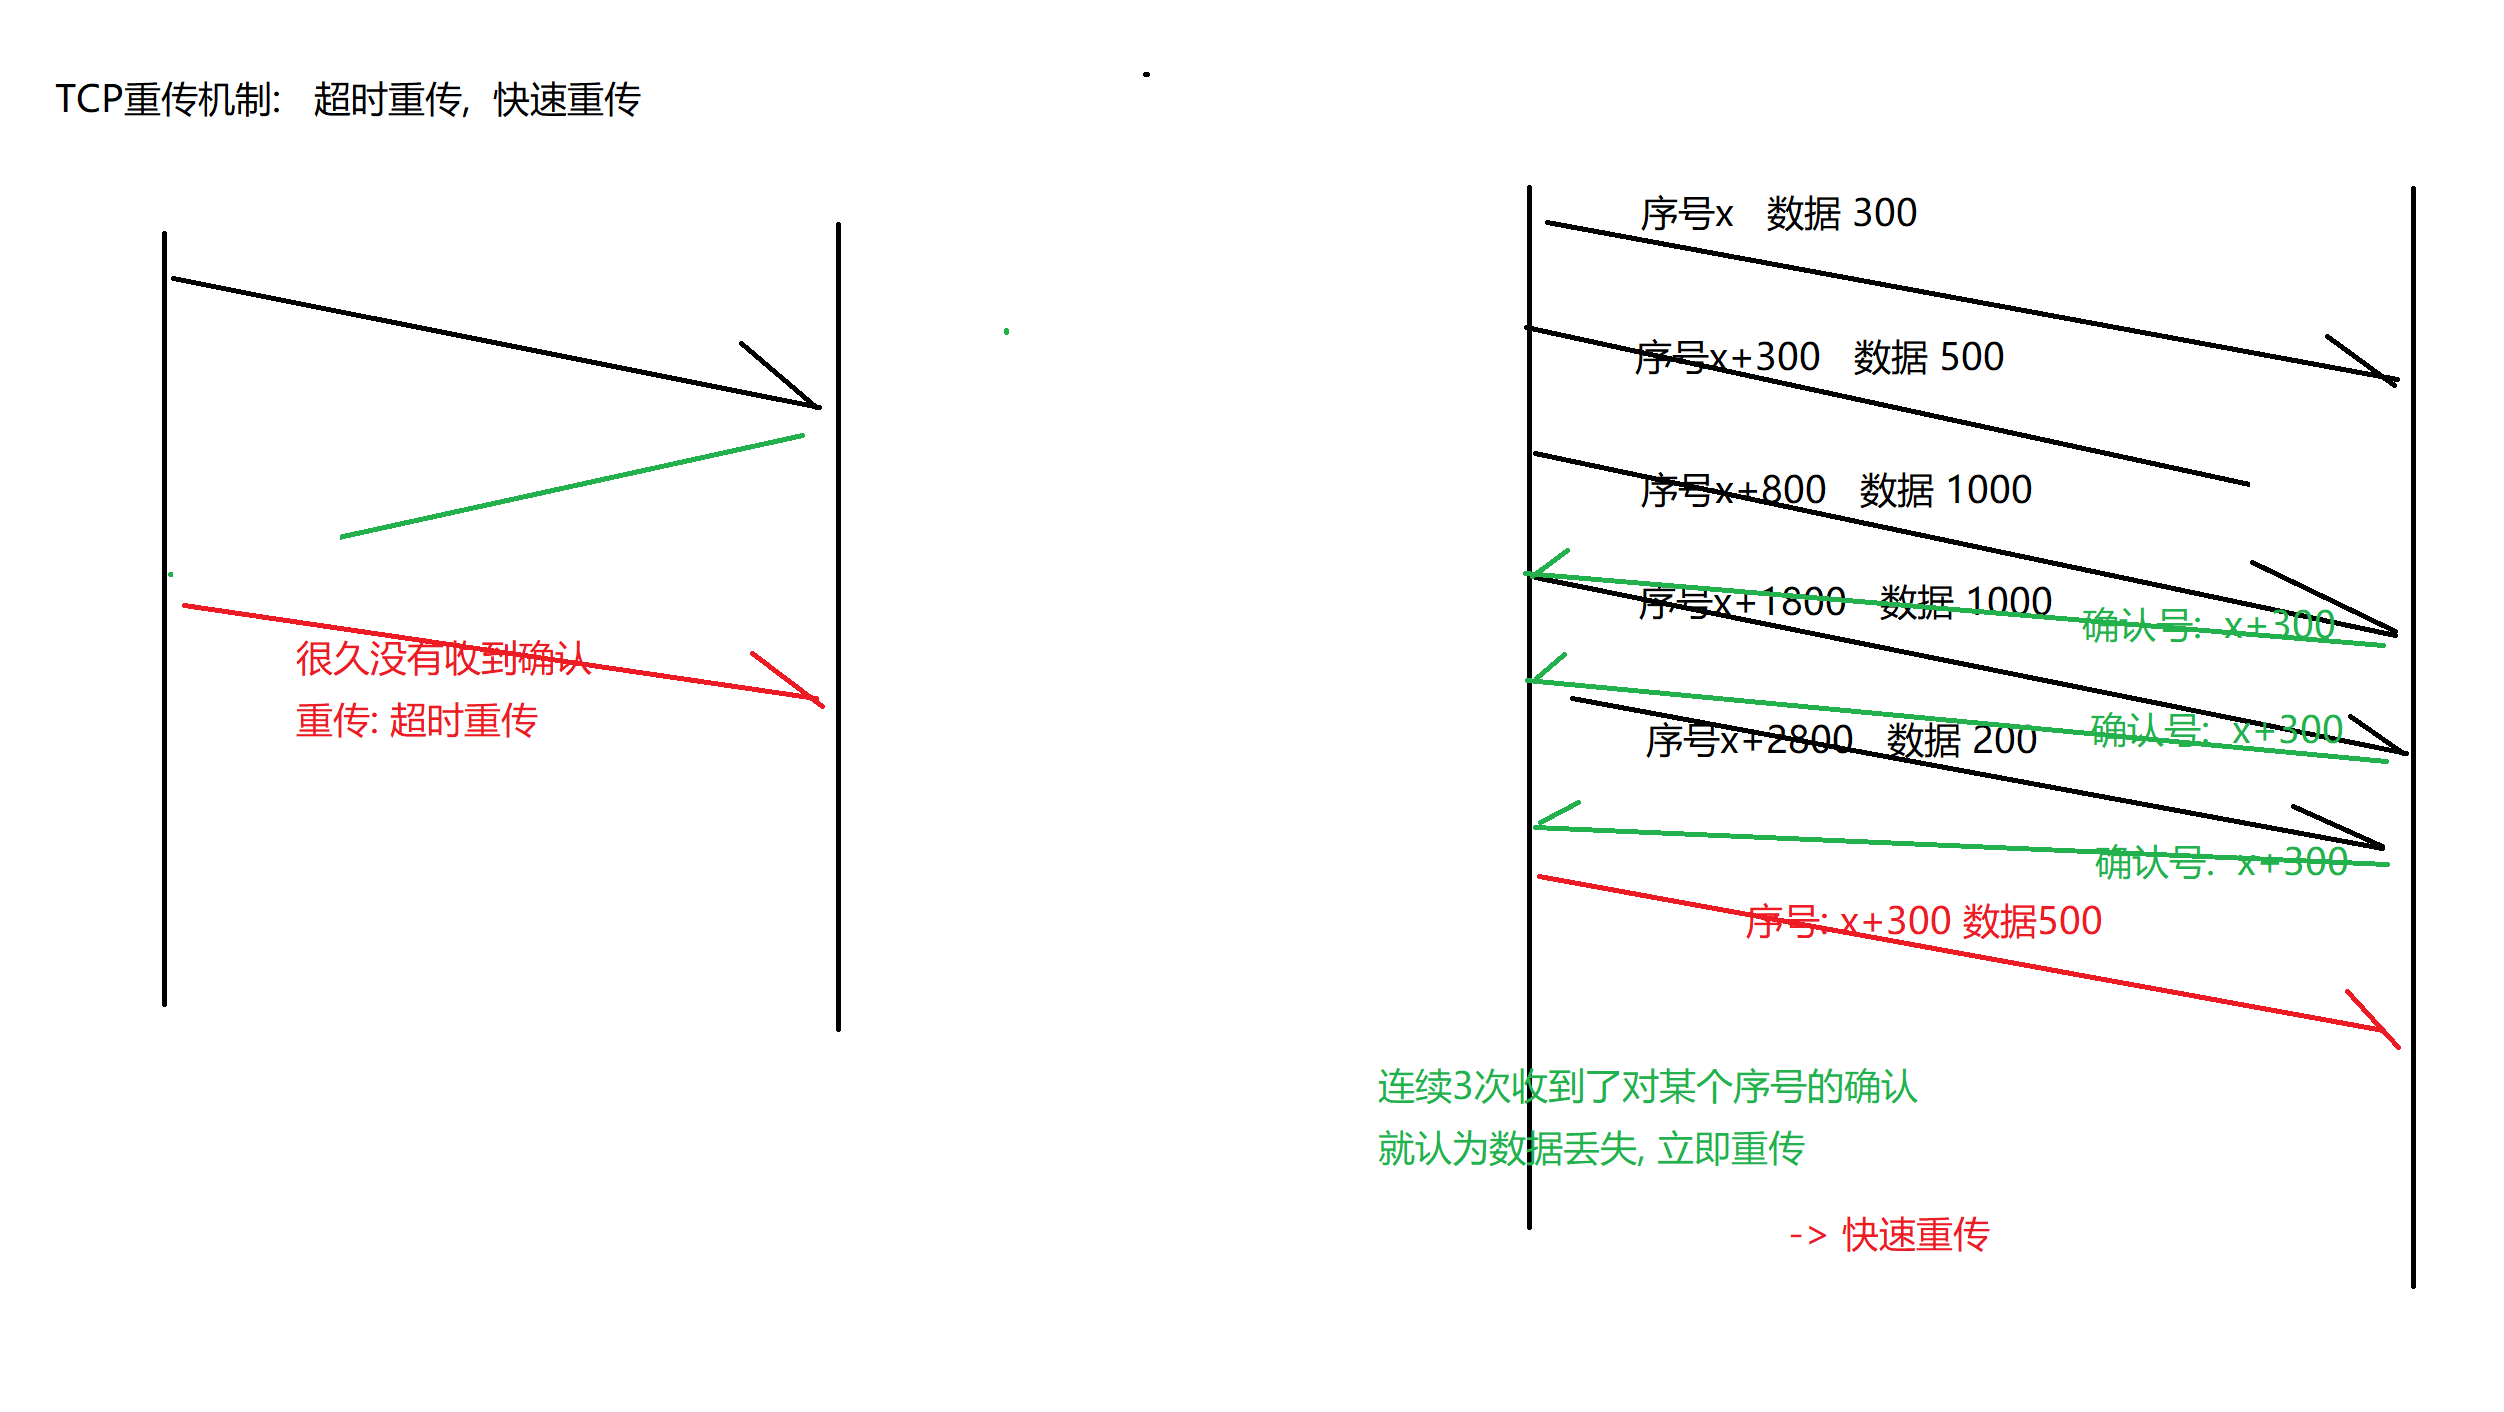 TCP重传机制: 超时重传, 快速重传
很久没有收到确认
重传: 超时重传
序号x 数据 300
序号x+300 数据 500
序号x+800 数据 1000
序号x+1800 数据 1000
确认号: x+300
确认号: x+300
序号x+2800 数据 200
确认号: x+300
序号: x+300 数据500
连续3次收到了对某个序号的确认
就认为数据丢失, 立即重传
-> 快速重传